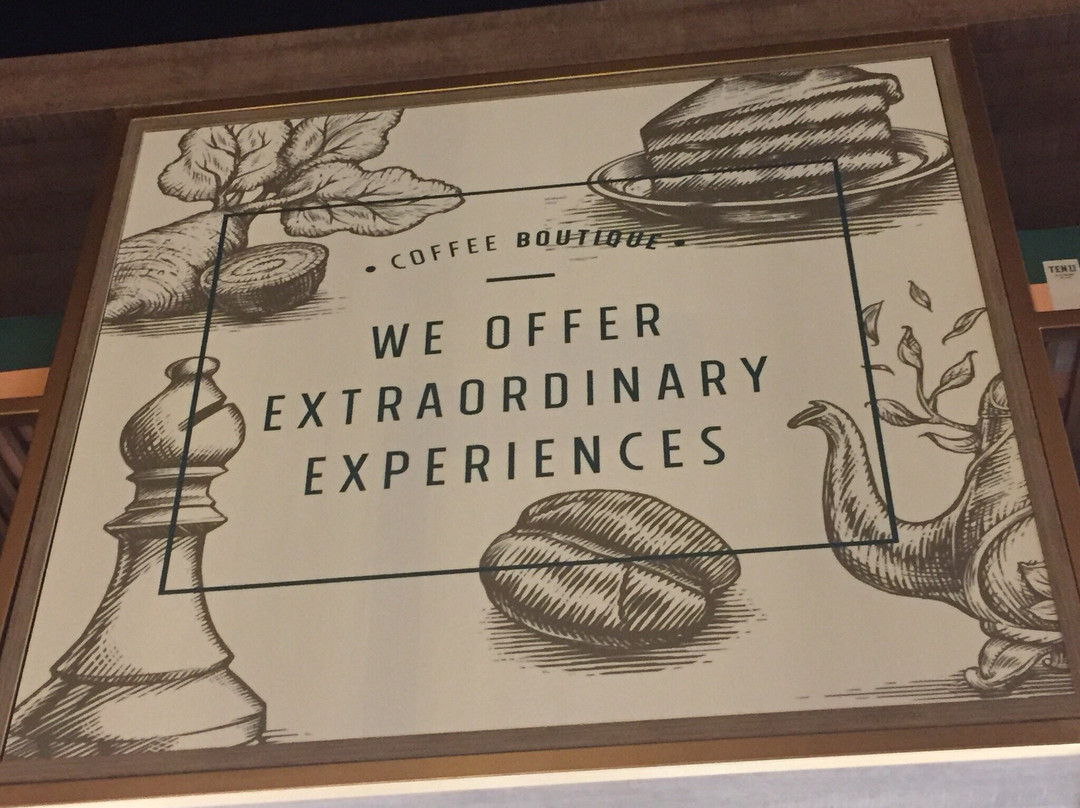 • COFFEE BOUTIQUE •
WE OFFER
EXTRAORDINARY
EXPERIENCES